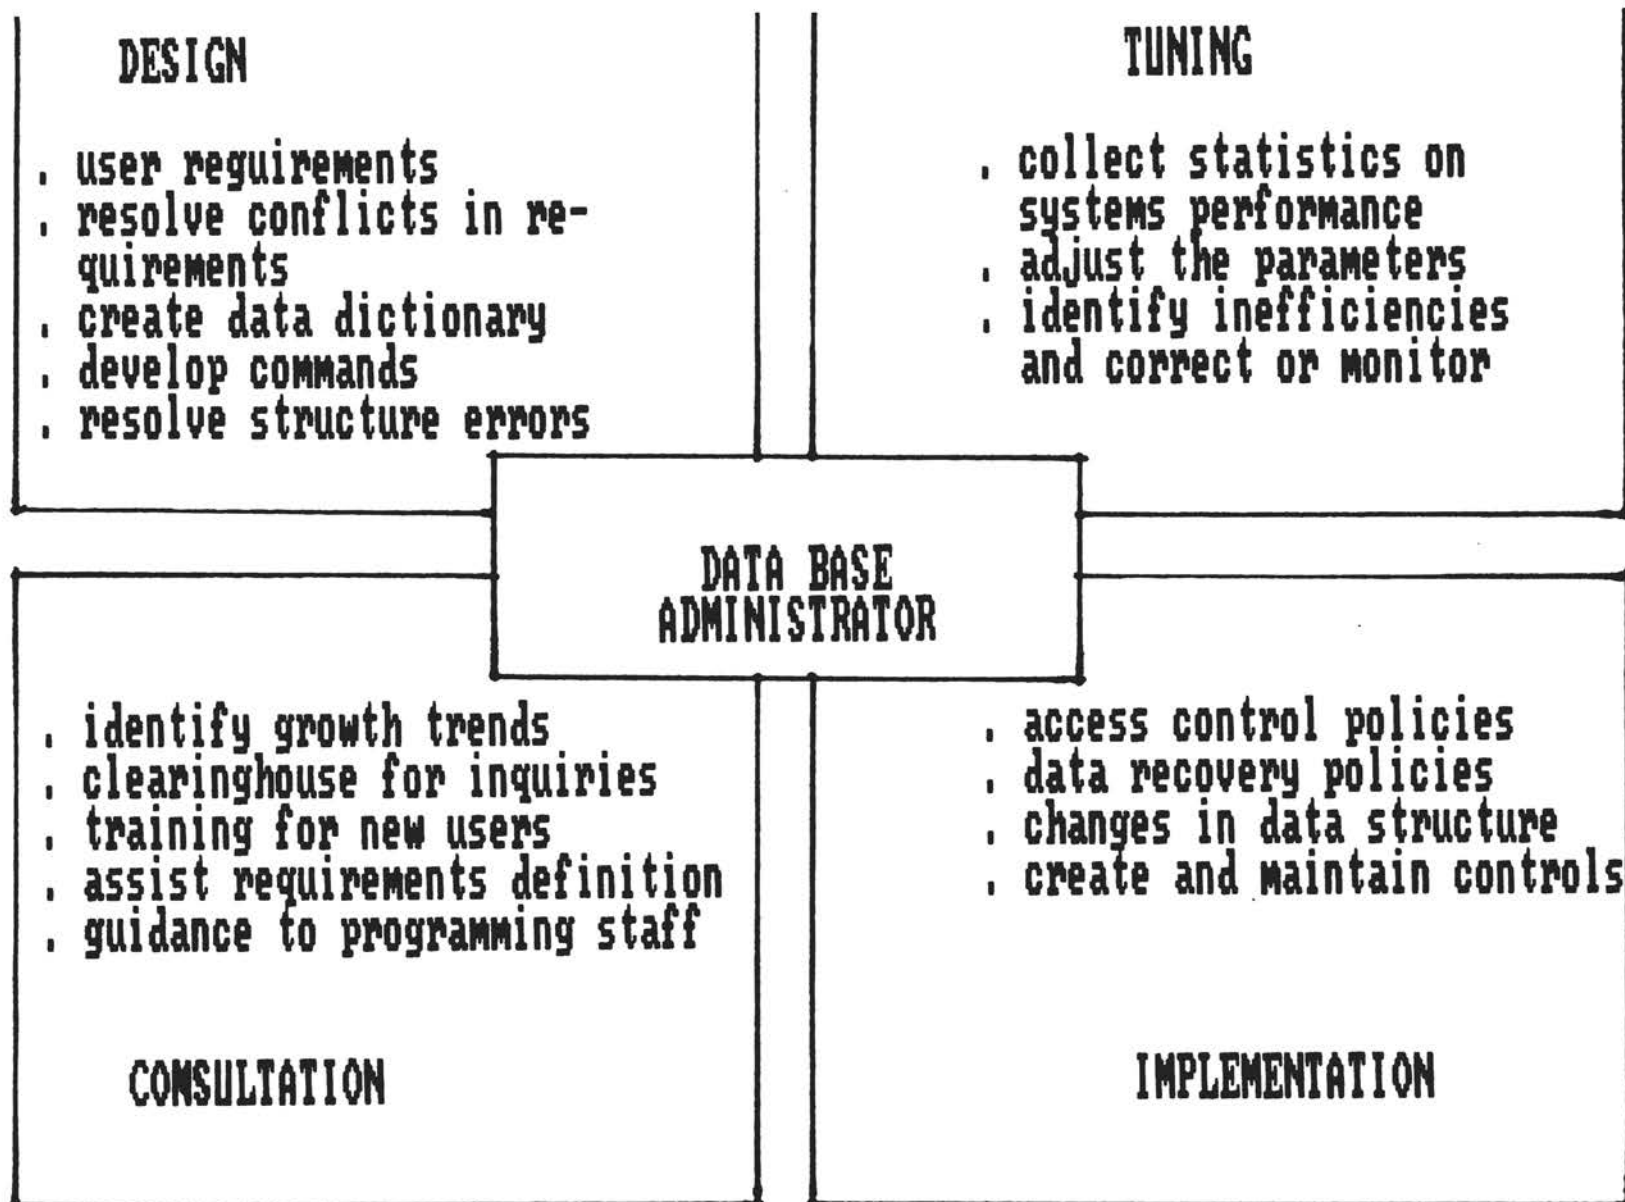 DESIGN
. user reguirements
. resolve conflicts in re-
quirements
. create data dictionary
. develop commands
. resolve structure errors
TUNING
. collect statistics on
systems performance
. adjust the parameters
. identify inefficiencies
and correct or monitor
DATA BASE
ADMINISTRATOR
. identify growth trends
. clearinghouse for inquiries
. training for new users
. assist requirements definition
. guidance to programming staff
CONSULTATION
. access control policies
. data recovery policies
. changes in data structure
. create and maintain controls
IMPLEMENTATION